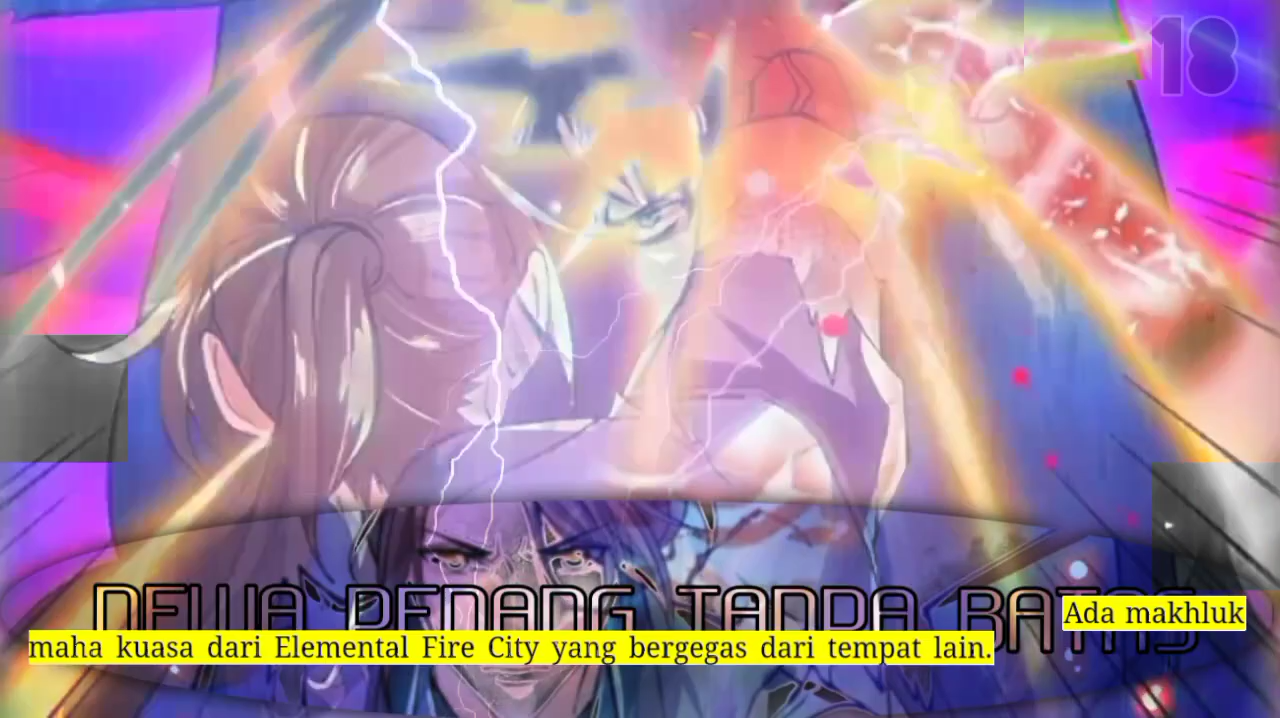 18
DEWA PEDANG TANPA BATAS
Ada makhluk
maha kuasa dari Elemental Fire City yang bergegas dari tempat lain.